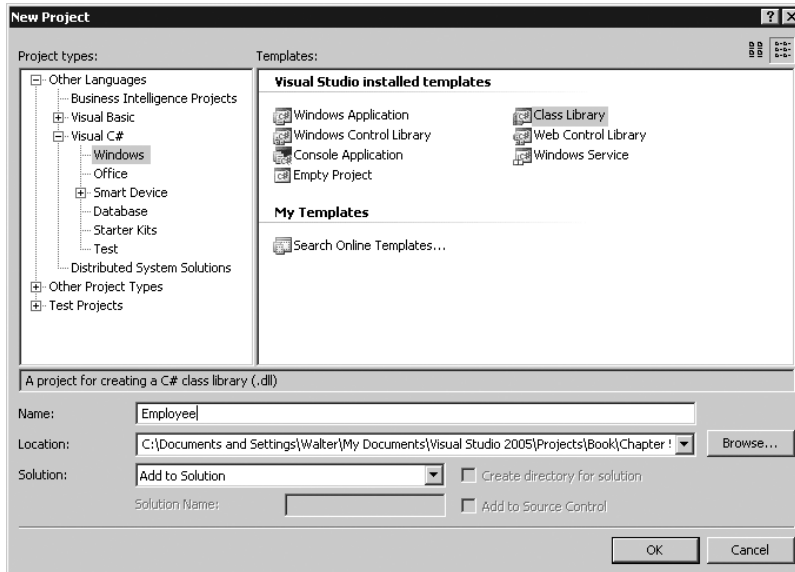 New Project
Project types:
Templates:
Other Languages
Business Intelligence Projects
Visual Basic
Visual C#
Windows
Office
Smart Device
Database
Starter Kits
Test
Distributed System Solutions
Other Project Types
Test Projects
Visual Studio installed templates
Windows Application
Class Library
Windows Control Library
Web Control Library
Console Application
Windows Service
Empty Project
My Templates
Search Online Templates...
A project for creating a C# class library (.dll)
Name:
Employee
Location:
C:\Documents and Settings\Walter\My Documents\Visual Studio 2005\Projects\Book\Chapter
Browse...
Solution:
Add to Solution
Create directory for solution
Solution Name:
Add to Source Control
OK
Cancel